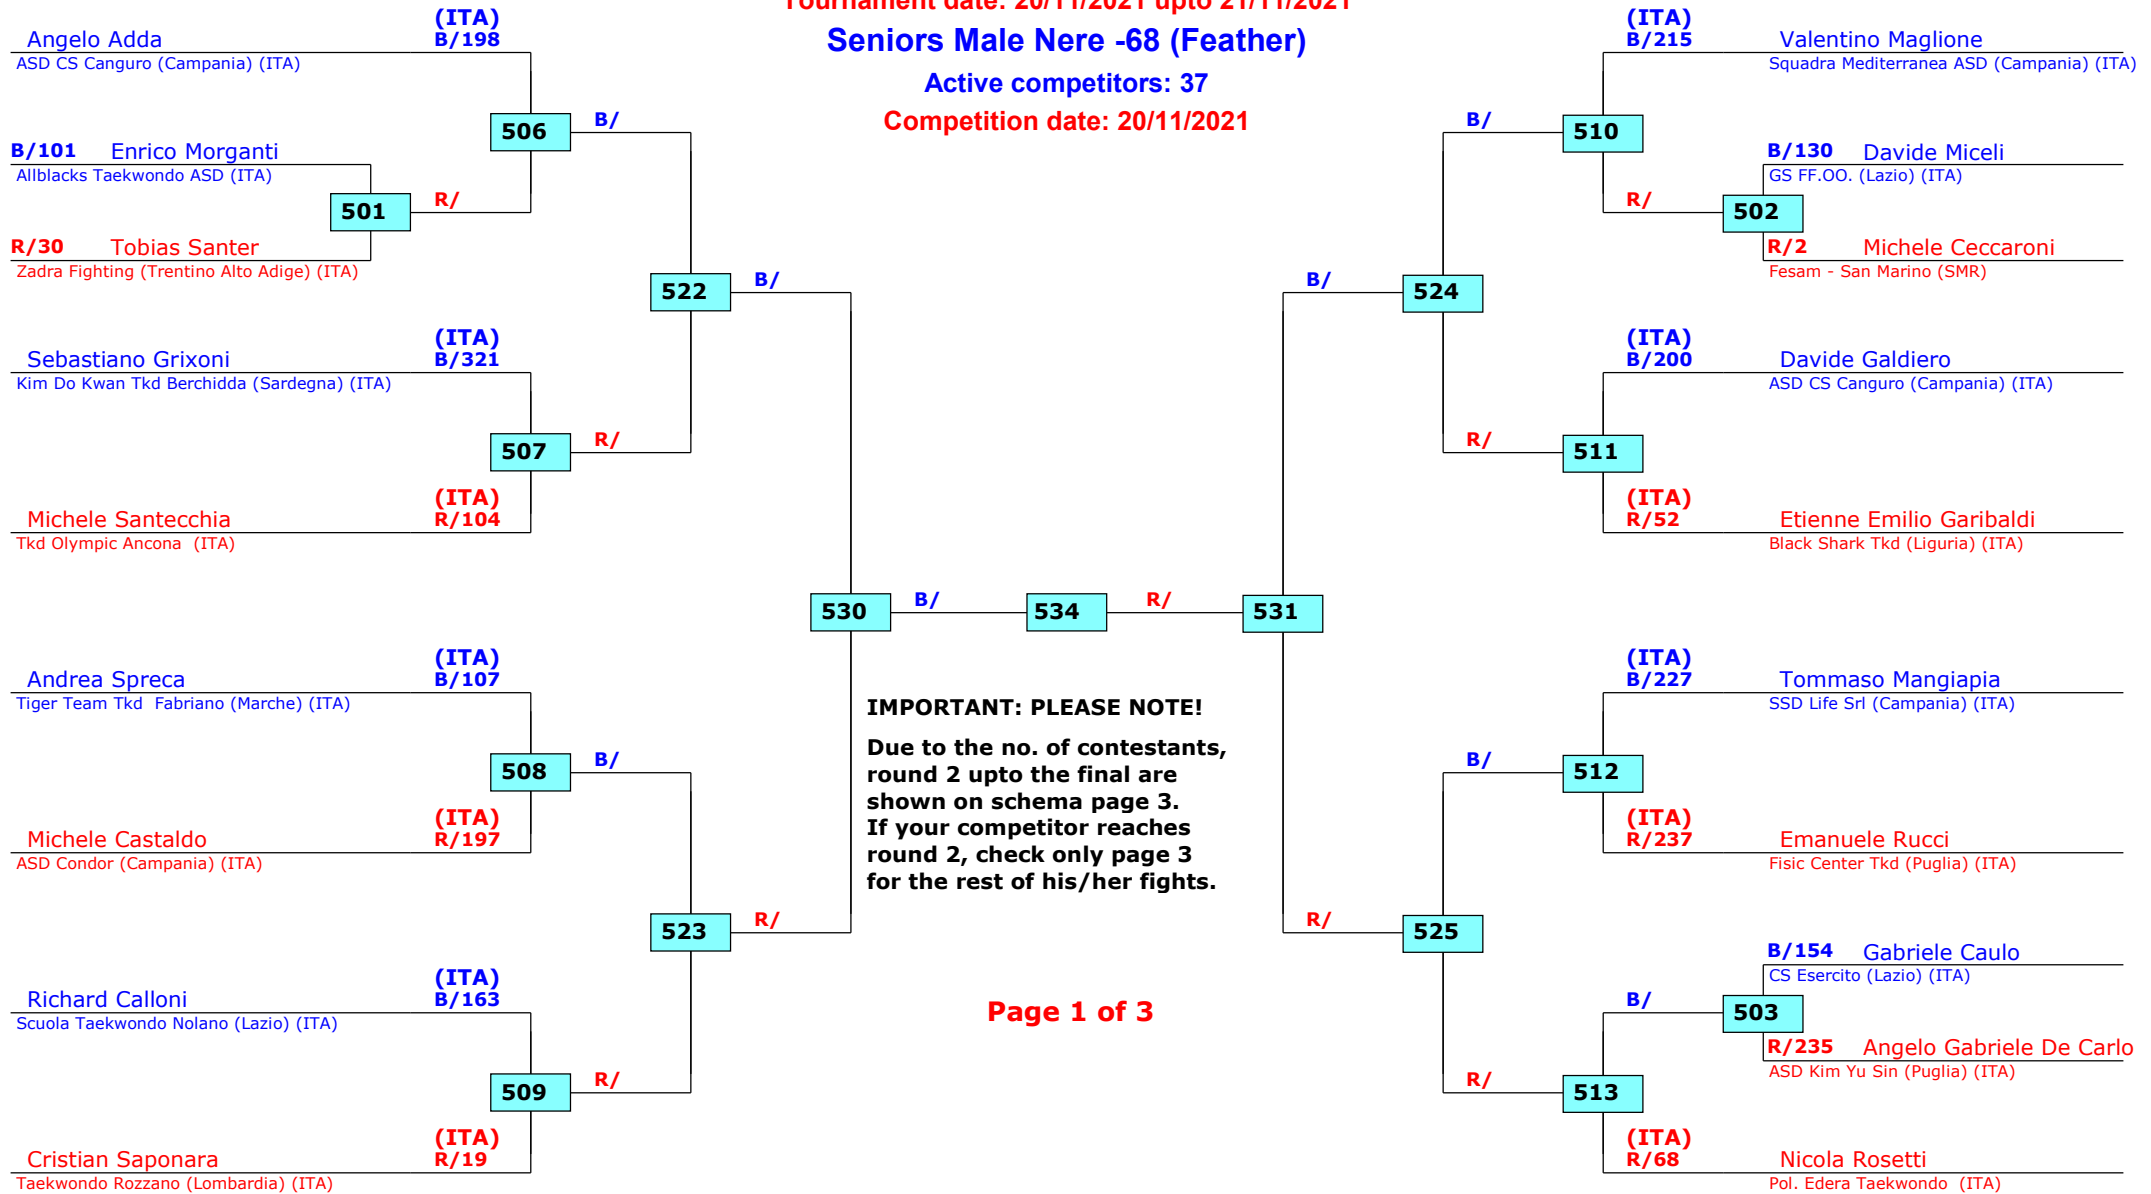 Tournament date: 20/11/2021 upto 21/11/2021
Seniors Male Nere -68 (Feather)
Active competitors: 37
Competition date: 20/11/2021
(ITA)
Angelo Adda B/198
ASD CS Canguro (Campania) (ITA)
506 B/
B/101 Enrico Morganti
Allblacks Taekwondo ASD (ITA)
501 R/
R/30 Tobias Santer
Zadra Fighting (Trentino Alto Adige) (ITA)
522 B/
(ITA)
Sebastiano Grixoni B/321
Kim Do Kwan Tkd Berchidda (Sardegna) (ITA)
507 R/
(ITA)
Michele Santecchia R/104
Tkd Olympic Ancona (ITA)
530 B/ 534 R/ 531
(ITA)
Andrea Spreca B/107
Tiger Team Tkd Fabriano (Marche) (ITA)
508 B/
(ITA)
Michele Castaldo R/197
ASD Condor (Campania) (ITA)
523 R/
(ITA)
Richard Calloni B/163
Scuola Taekwondo Nolano (Lazio) (ITA)
509 R/
(ITA)
Cristian Saponara R/19
Taekwondo Rozzano (Lombardia) (ITA)
IMPORTANT: PLEASE NOTE!
Due to the no. of contestants,
round 2 upto the final are
shown on schema page 3.
If your competitor reaches
round 2, check only page 3
for the rest of his/her fights.
Page 1 of 3
(ITA)
B/215 Valentino Maglione
Squadra Mediterranea ASD (Campania) (ITA)
B/ 510
B/130 Davide Miceli
GS FF.OO. (Lazio) (ITA)
R/ 502
R/2 Michele Ceccaroni
Fesam - San Marino (SMR)
B/ 524
(ITA)
B/200 Davide Galdiero
ASD CS Canguro (Campania) (ITA)
R/ 511
(ITA)
R/52 Etienne Emilio Garibaldi
Black Shark Tkd (Liguria) (ITA)
(ITA)
B/227 Tommaso Mangiapia
SSD Life Srl (Campania) (ITA)
B/ 512
(ITA)
R/237 Emanuele Rucci
Fisic Center Tkd (Puglia) (ITA)
R/ 525
B/154 Gabriele Caulo
CS Esercito (Lazio) (ITA)
B/ 503
R/235 Angelo Gabriele De Carlo
ASD Kim Yu Sin (Puglia) (ITA)
R/ 513
(ITA)
R/68 Nicola Rosetti
Pol. Edera Taekwondo (ITA)